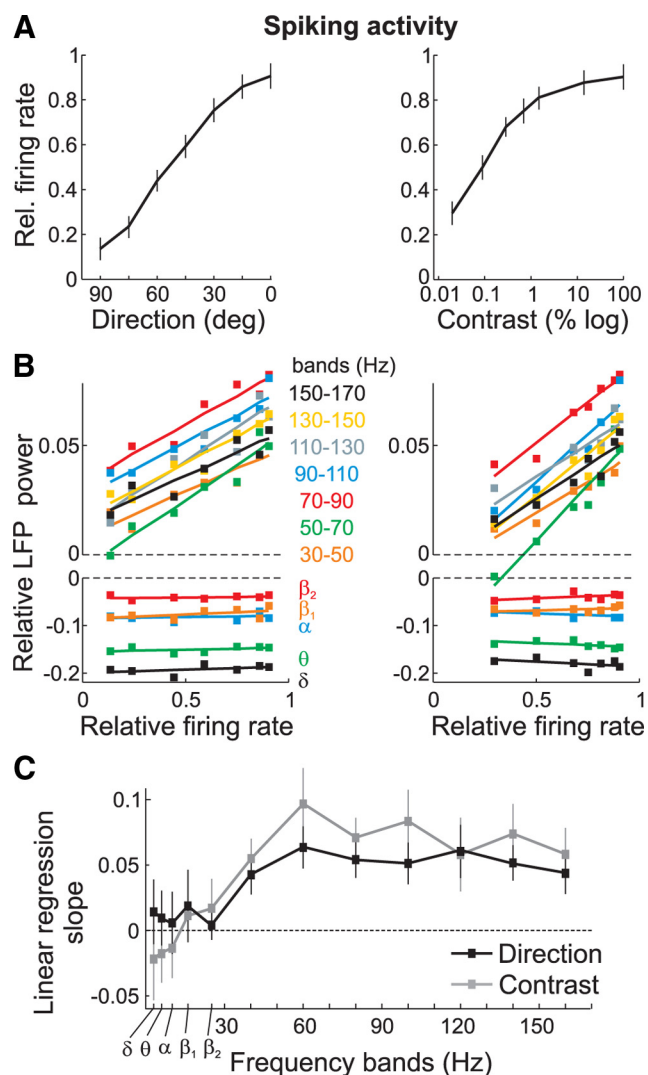 A
Spiking activity
Rel. firing rate
1
0.8
0.6
0.4
0.2
0
90
60
30
0
Direction (deg)
1
0.8
0.6
0.4
0.2
0
0.01
0.1
1
10
100
Contrast (% log)
B
Relative LFP power
0.05
0
0
-0.1
-0.2
0
0.5
1
Relative firing rate
bands (Hz)
150-170
130-150
110-130
90-110
70-90
50-70
30-50
β2
β1
α
θ
δ
0.05
0
0
-0.1
-0.2
0
0.5
1
Relative firing rate
C
Linear regression
slope
0.1
0.05
0
-0.05
Direction
Contrast
δ θ α β1 β2 30 60 90 120 150
Frequency bands (Hz)